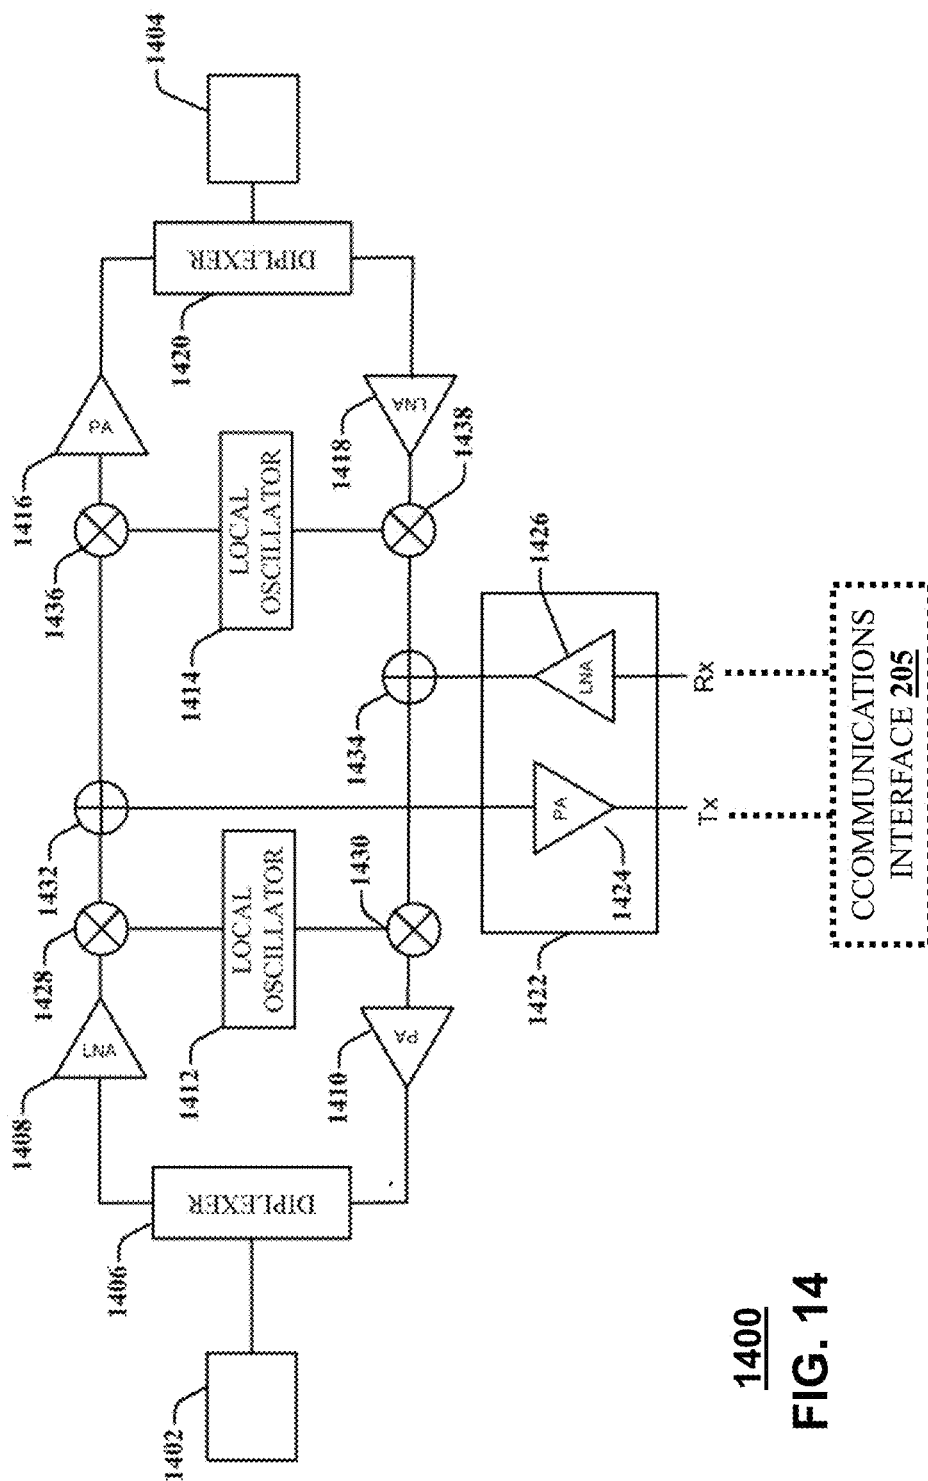 1402
1404
1406
DIPLEXER
1408
LNA
1428
1432
1436
1416
PA
1420
DIPLEXER
1412
LOCAL
OSCILLATOR
1414
LOCAL
OSCILLATOR
1410
PA
1430
1434
1418
LNA
1438
1422
1424
PA
1426
LNA
Tx
Rx
CCOMMUNICATIONS
INTERFACE 205
1400
FIG. 14